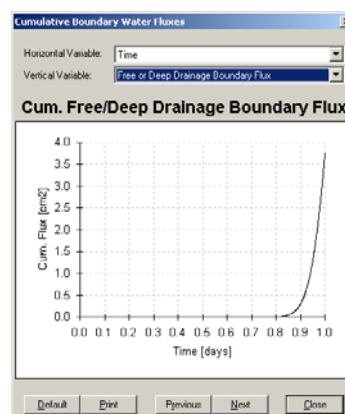 Cumulative Boundary Water Fluxes
Horizontal Variable: Time
Vertical Variable: Free or Deep Drainage Boundary Flux
Cum. Free/Deep Drainage Boundary Flux
4.0
3.5
3.0
2.5
2.0
1.5
1.0
0.5
0.0
Cum. Flux [cm2]
0.0 0.1 0.2 0.3 0.4 0.5 0.6 0.7 0.8 0.9 1.0
Time [days]
Default Print Previous Next Close